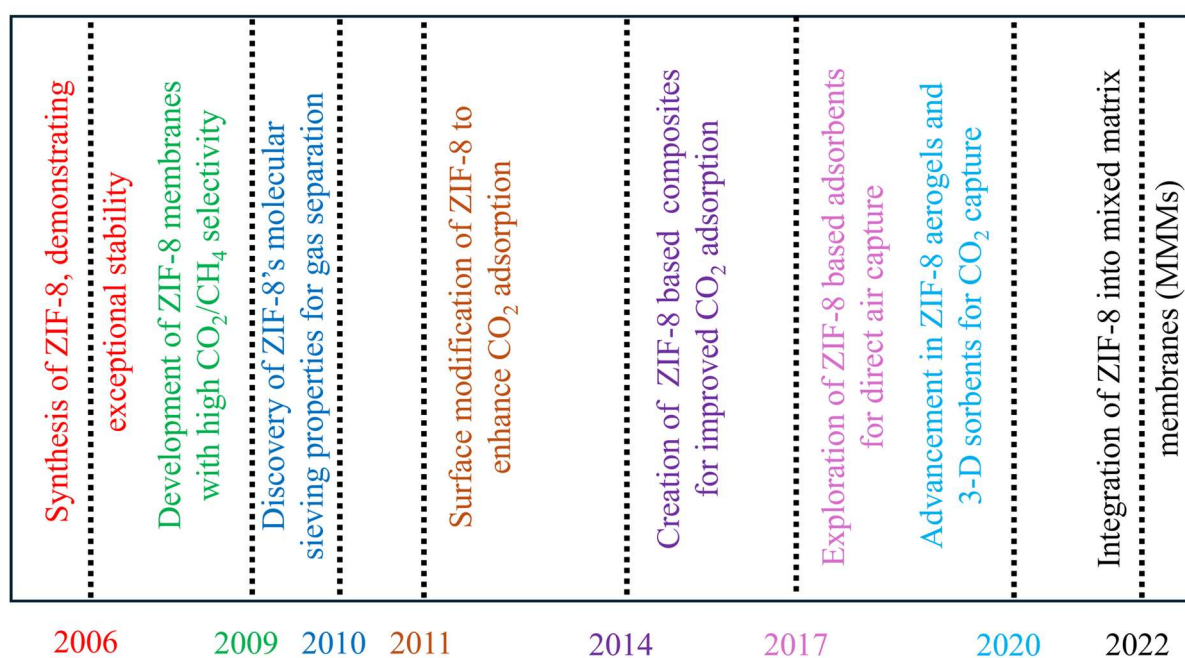 Synthesis of ZIF-8, demonstrating
exceptional stability
Development of ZIF-8 membranes
with high CO₂/CH₄ selectivity
Discovery of ZIF-8's molecular
sieving properties for gas separation
Surface modification of ZIF-8 to
enhance CO₂ adsorption
Creation of ZIF-8 based composites
for improved CO₂ adsorption
Exploration of ZIF-8 based adsorbents
for direct air capture
Advancement in ZIF-8 aerogels and
3-D sorbents for CO₂ capture
Integration of ZIF-8 into mixed matrix
membranes (MMMs)
2006 2009 2010 2011 2014 2017 2020 2022